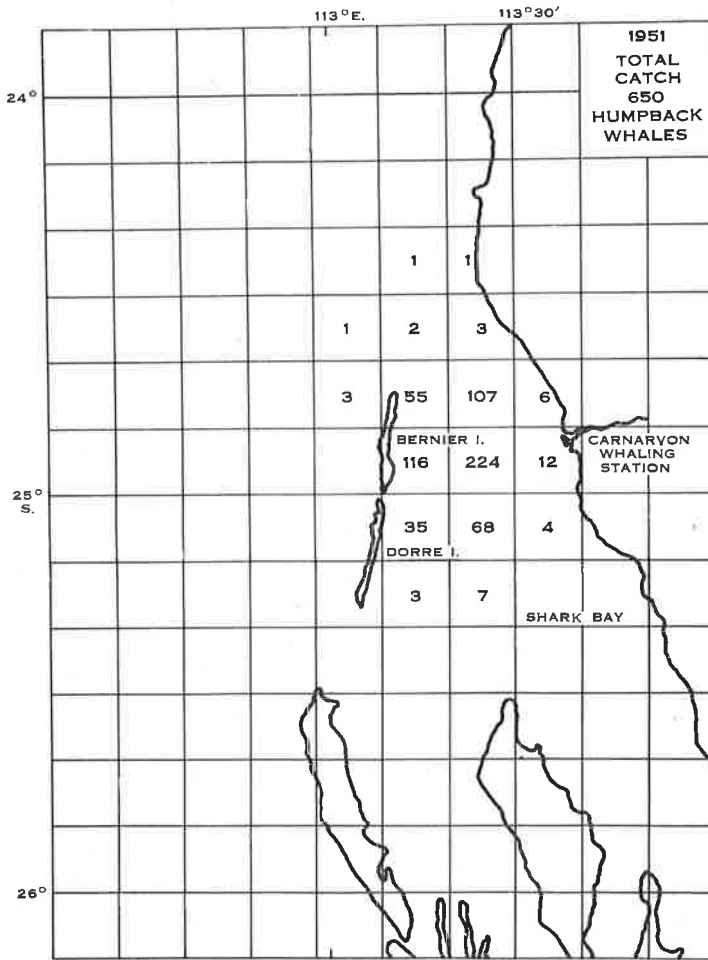 113°E. 113°30'
1951
TOTAL
CATCH
650
HUMPBACK
WHALES
24°
1 1
1 2 3
3 55 107 6
BERNIER I.
CARNARVON
WHALING
STATION
116 224 12
25°
S.
35 68 4
DORRE I.
3 7
SHARK BAY
26°